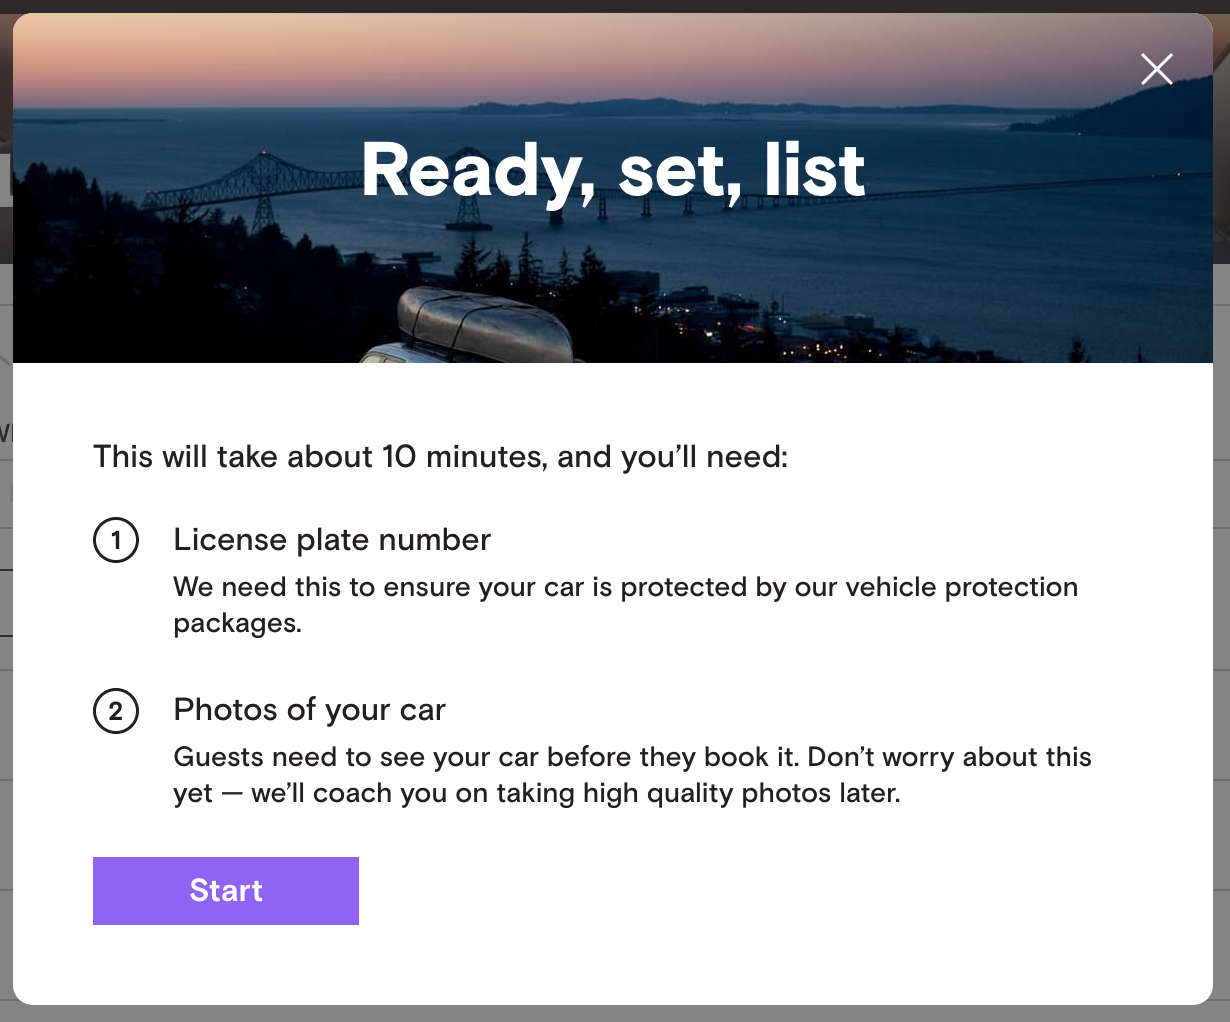 Ready, set, list
This will take about 10 minutes, and you’ll need:
1
License plate number
We need this to ensure your car is protected by our vehicle protection
packages.
2
Photos of your car
Guests need to see your car before they book it. Don’t worry about this
yet — we’ll coach you on taking high quality photos later.
Start